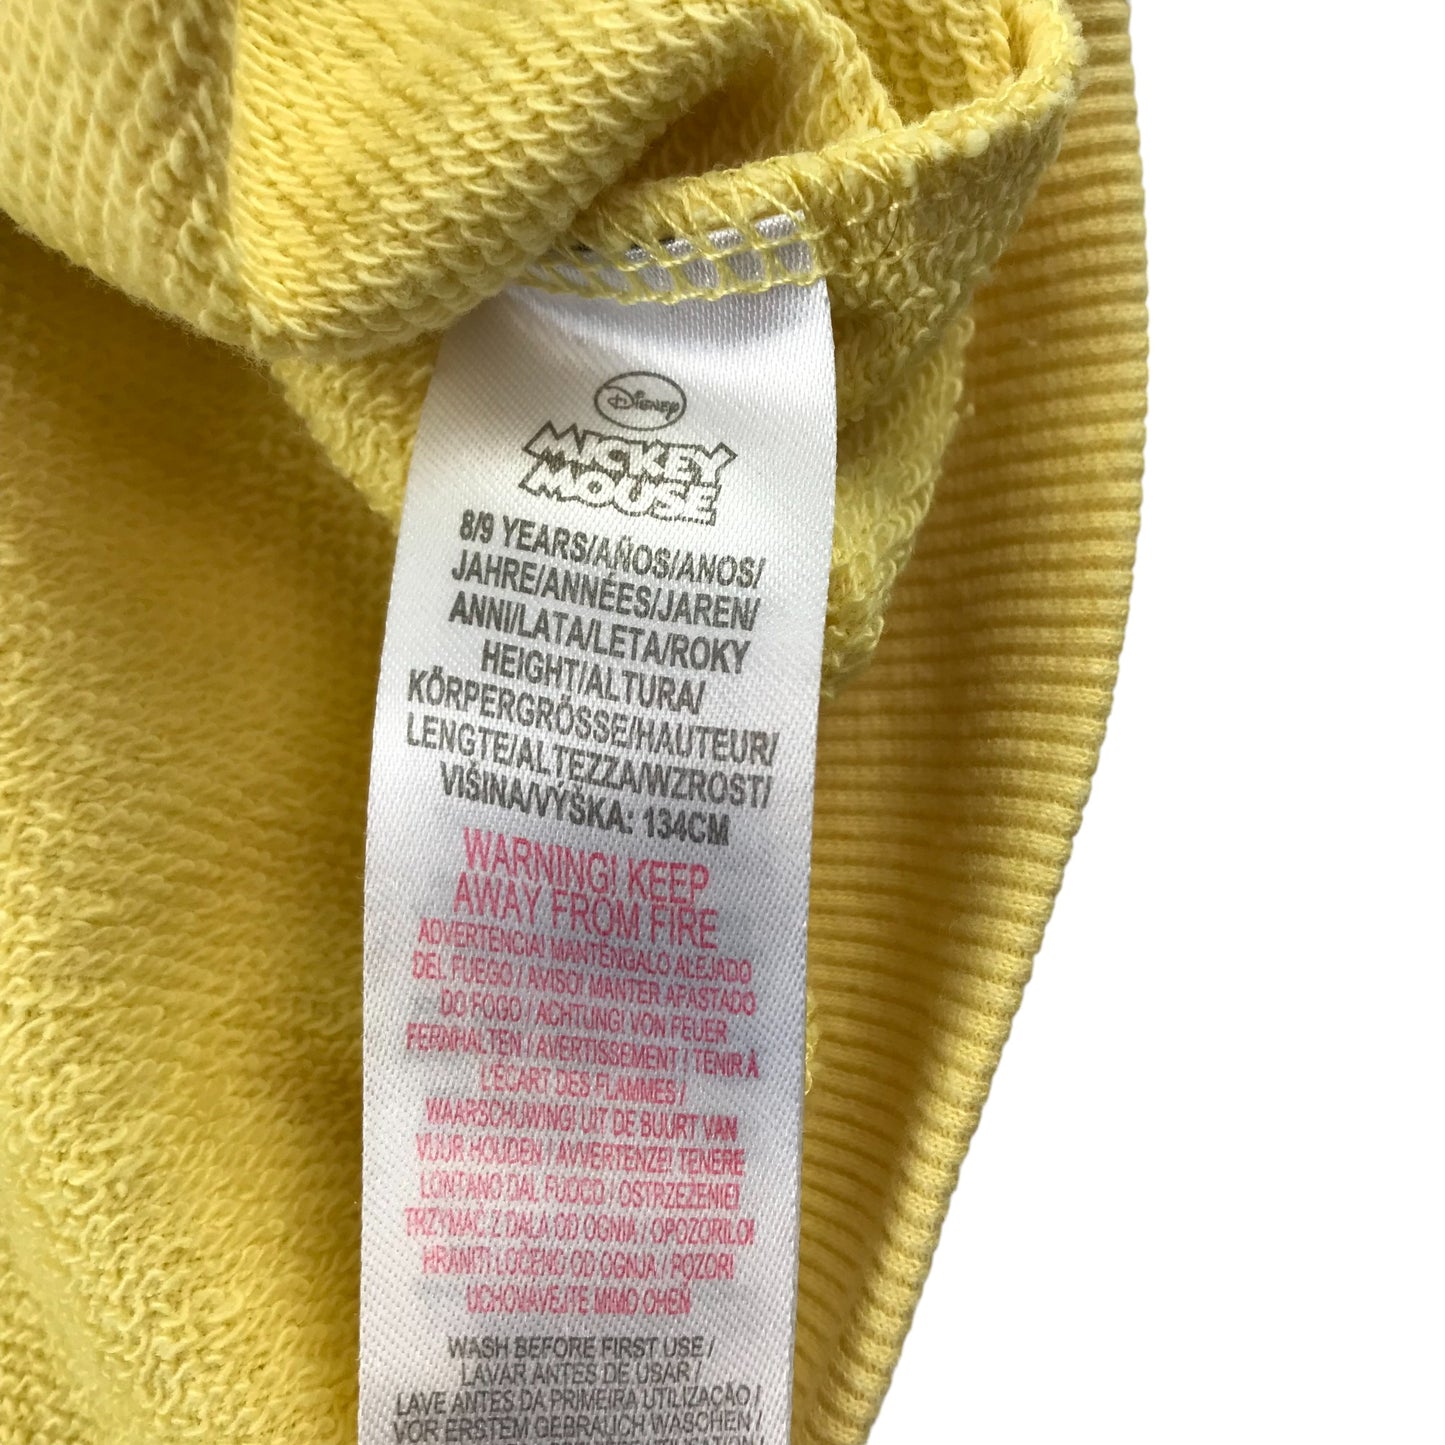 Disney
MICKEY
MOUSE
8/9 YEARS/AÑOS/ANOS/
JAHRE/ANNÉES/JAREN/
ANNI/LATA/LETA/ROKY
HEIGHT/ALTURA/
KÖRPERGRÖSSE/HAUTEUR/
LENGTE/ALTEZZA/WZROST/
VIŠINA/VÝŠKA: 134CM
WARNING! KEEP
AWAY FROM FIRE
ADVERTENCIA! MANTÉNGALO ALEJADO
DEL FUEGO / AVISO! MANTER AFASTADO
DO FOGO / ACHTUNG! VON FEUER
FERNHALTEN / AVERTISSEMENT / TENIR À
L'ÉCART DES FLAMMES /
WAARSCHUWING! UIT DE BUURT VAN
VUUR HOUDEN / AVVERTENZE! TENERE
LONTANO DAL FUOCO / OSTRZEŻENIE!
TRZYMAĆ Z DALA OD OGNIA / OPOZORILO!
HRANITI LOČENO OD OGNJA / POZOR!
UCHOVÁVEJTE MIMO OHEŇ
WASH BEFORE FIRST USE /
LAVAR ANTES DE USAR /
LAVE ANTES DA PRIMEIRA UTILIZAÇÃO /
VOR ERSTEM GEBRAUCH WASCHEN /